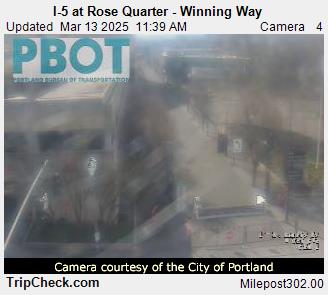 I-5 at Rose Quarter - Winning Way
Updated Mar 13 2025 11:39 AM Camera 4
PBOT
PORTLAND BUREAU OF TRANSPORTATION
Camera courtesy of the City of Portland
TripCheck.com Milepost302.00